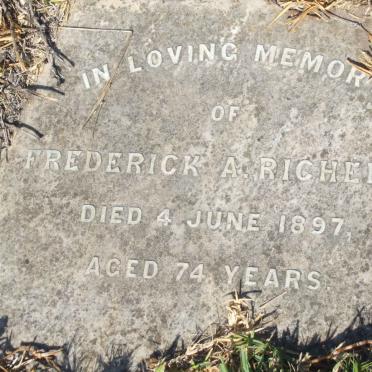 IN LOVING MEMOR
OF
FREDERICK A. RICHE
DIED 4 JUNE 1897,
AGED 74 YEARS.